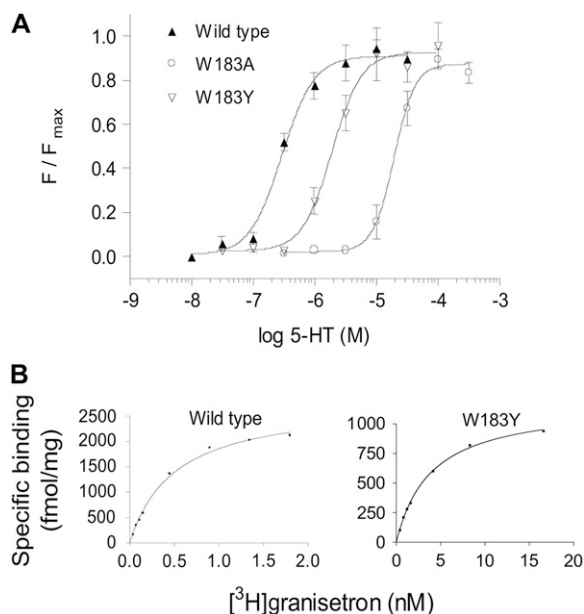 A
Wild type
W183A
W183Y
F / Fmax
1.0
0.8
0.6
0.4
0.2
0.0
-9 -8 -7 -6 -5 -4 -3
log 5-HT (M)
B
Specific binding
(fmol/mg)
Wild type
2500
2000
1500
1000
500
0
0.0 0.5 1.0 1.5 2.0
W183Y
1000
750
500
250
0
0 5 10 15 20
[³H]granisetron (nM)